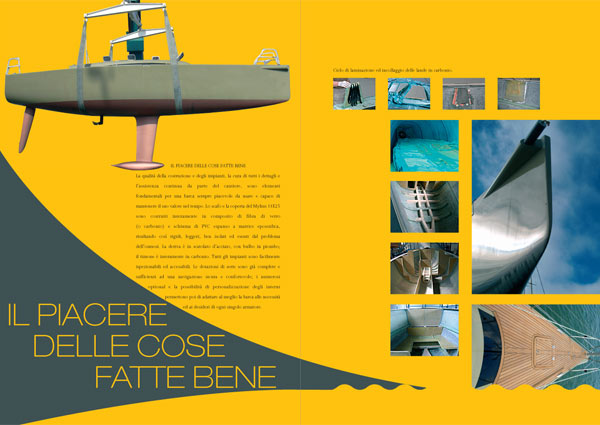 Ciclo di laminazione ed incollaggio delle lande in carbonio.
IL PIACERE DELLE COSE FATTE BENE
La qualità della costruzione e degli impianti, la cura di tutti i dettagli e
l'assistenza continua da parte del cantiere, sono elementi
fondamentali per una barca sempre piacevole da usare e capace di
mantenere il suo valore nel tempo. Lo scafo e la coperta del
sono costruiti interamente in composito di fibra di vetro
(o carbonio) e schiuma di PVC espanso a matrice epossidica,
risultando così rigidi, leggeri, ben isolati ed esenti dal problema
dell'osmosi. La deriva è in acciaio, con bulbo in piombo,
il timone è interamente in carbonio. Tutti gli impianti sono facilmente
ispezionabili ed accessibili. Le dotazioni di serie sono già complete e
sufficienti ad una navigazione sicura e confortevole, i numerosi
optional e la possibilità di personalizzazione degli interni
permettono poi di adattare al meglio la barca alle necessità
ed ai desideri di ogni singolo armatore.
IL PIACERE
DELLE COSE
FATTE BENE